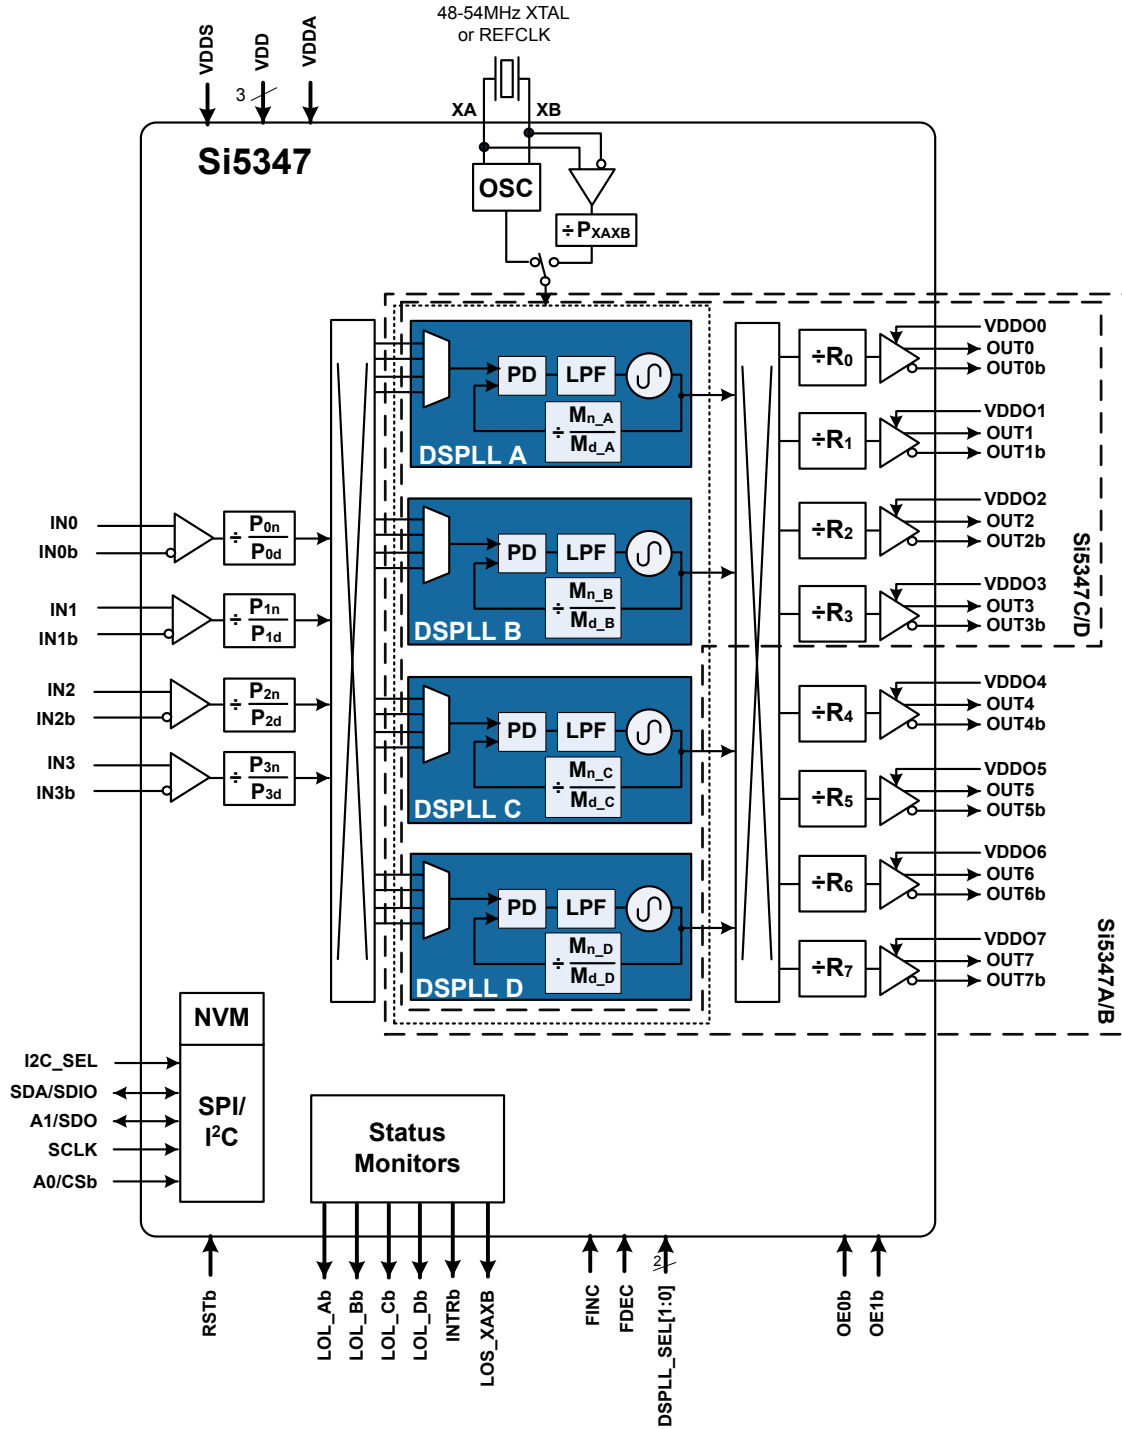 48-54MHz XTAL
or REFCLK
VDDS
VDD
VDDA
3
XA
XB
Si5347
OSC
÷PXAXB
DSPLL A
PD
LPF
÷ Mn_A
Md_A
DSPLL B
PD
LPF
÷ Mn_B
Md_B
DSPLL C
PD
LPF
÷ Mn_C
Md_C
DSPLL D
PD
LPF
÷ Mn_D
Md_D
IN0
IN0b
÷ P0n
P0d
IN1
IN1b
÷ P1n
P1d
IN2
IN2b
÷ P2n
P2d
IN3
IN3b
÷ P3n
P3d
÷R0
VDDO0
OUT0
OUT0b
÷R1
VDDO1
OUT1
OUT1b
÷R2
VDDO2
OUT2
OUT2b
÷R3
VDDO3
OUT3
OUT3b
Si5347C/D
÷R4
VDDO4
OUT4
OUT4b
÷R5
VDDO5
OUT5
OUT5b
÷R6
VDDO6
OUT6
OUT6b
÷R7
VDDO7
OUT7
OUT7b
Si5347A/B
NVM
SPI/
I²C
I2C_SEL
SDA/SDIO
A1/SDO
SCLK
A0/CSb
Status
Monitors
RSTb
LOL_Ab
LOL_Bb
LOL_Cb
LOL_Db
INTRb
LOS_XAXB
FINC
FDEC
2
DSPLL_SEL[1:0]
OE0b
OE1b